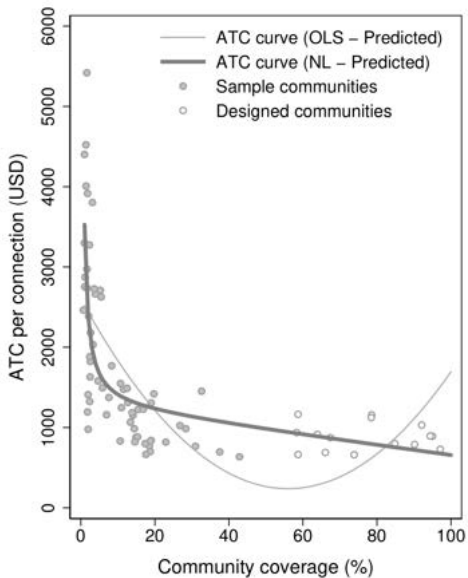 ATC curve (OLS − Predicted)
ATC curve (NL − Predicted)
Sample communities
Designed communities
ATC per connection (USD)
6000
5000
4000
3000
2000
1000
0
0 20 40 60 80 100
Community coverage (%)